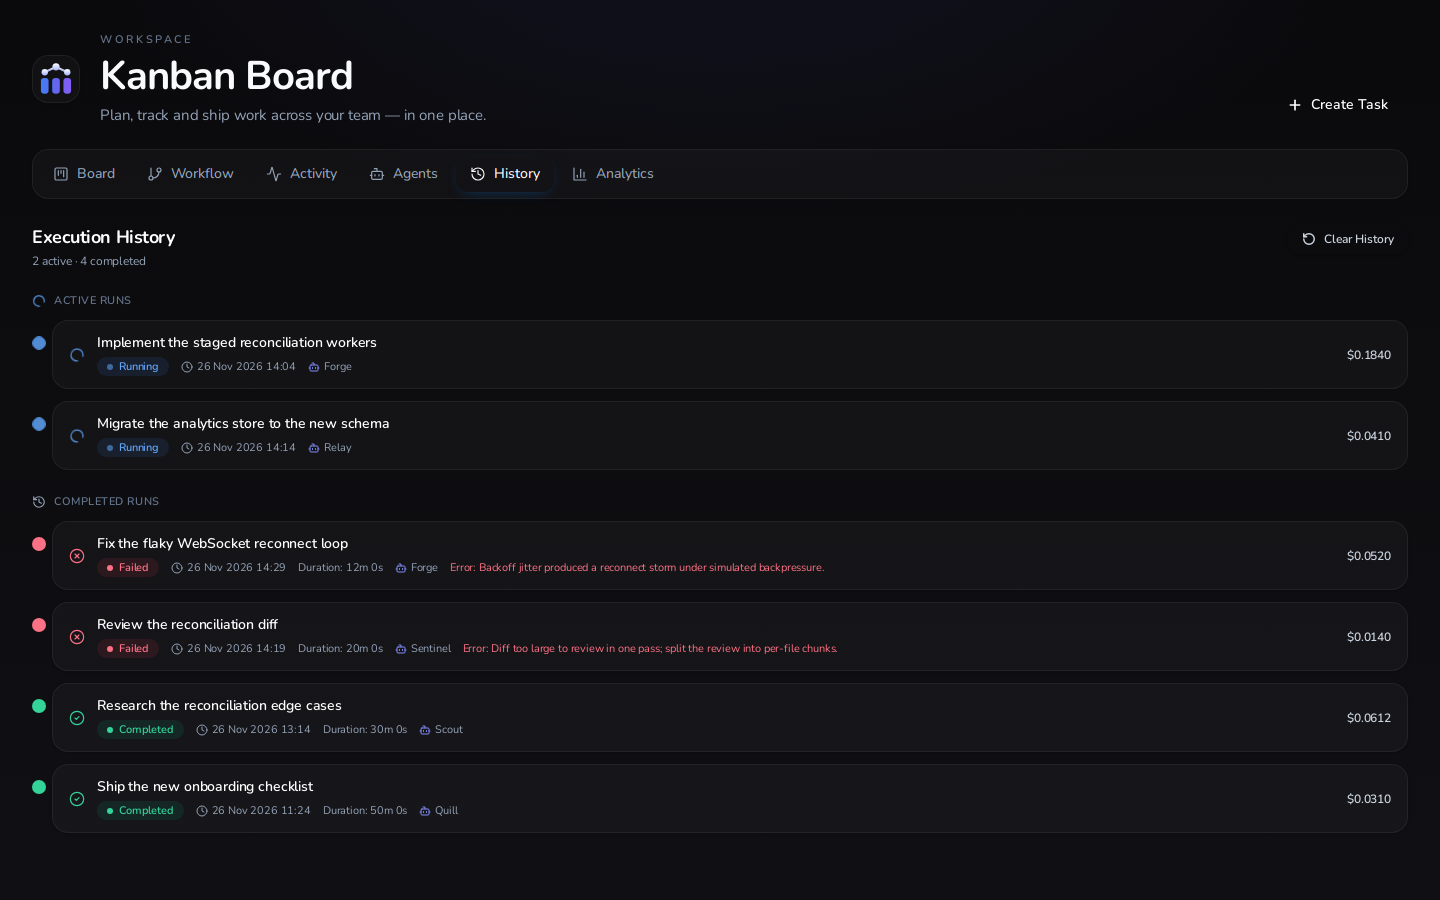 WORKSPACE
Kanban Board
Plan, track and ship work across your team — in one place.
Create Task
Board Workflow Activity Agents History Analytics
Execution History
Clear History
2 active · 4 completed
ACTIVE RUNS
Implement the staged reconciliation workers
Running 26 Nov 2026 14:04 Forge
$0.1840
Migrate the analytics store to the new schema
Running 26 Nov 2026 14:14 Relay
$0.0410
COMPLETED RUNS
Fix the flaky WebSocket reconnect loop
Failed 26 Nov 2026 14:29 Duration: 12m 0s Forge Error: Backoff jitter produced a reconnect storm under simulated backpressure.
$0.0520
Review the reconciliation diff
Failed 26 Nov 2026 14:19 Duration: 20m 0s Sentinel Error: Diff too large to review in one pass; split the review into per-file chunks.
$0.0140
Research the reconciliation edge cases
Completed 26 Nov 2026 13:14 Duration: 30m 0s Scout
$0.0612
Ship the new onboarding checklist
Completed 26 Nov 2026 11:24 Duration: 50m 0s Quill
$0.0310